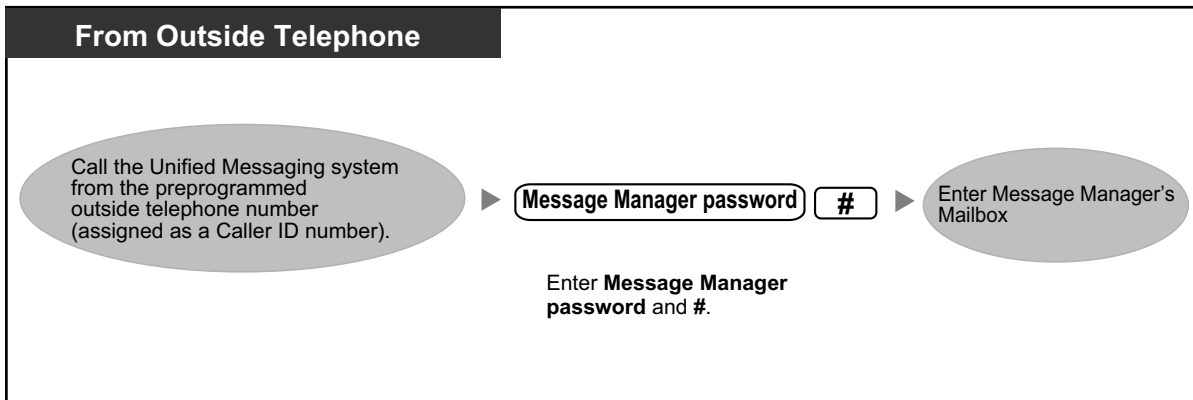 From Outside Telephone
Call the Unified Messaging system
from the preprogrammed
outside telephone number
(assigned as a Caller ID number).
Message Manager password #
Enter Message Manager
password and #.
Enter Message Manager's
Mailbox